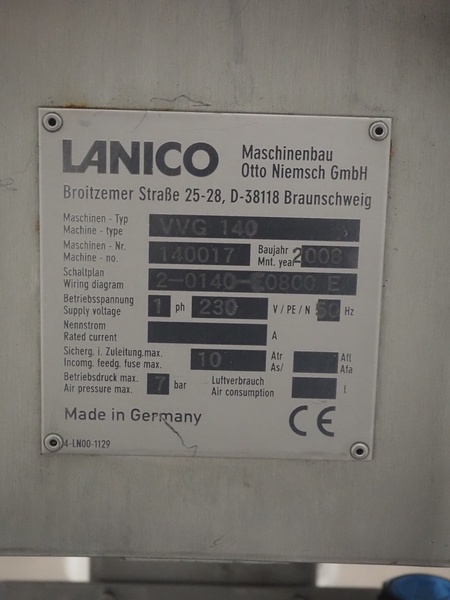 LANICO Maschinenbau
Otto Niemsch GmbH
Broitzemer Straße 25-28, D-38118 Braunschweig
Maschinen - Typ
Machine - type VVG 140
Maschinen - Nr. Baujahr
Machine - no. 140017 Mnt. year 2008
Schaltplan
Wiring diagram 2-0140-20800 E
Betriebsspannung
Supply voltage 1 ph 230 V / PE / N 50 Hz
Nennstrom
Rated current A
Sicherg. i. Zuleitung.max. Atr Afl
Incomg. feedg. fuse max. 10 As/ Afa
Betriebsdruck max. Luftverbrauch
Air pressure max. 7 bar Air consumption l
Made in Germany CE
4-LN00-1129